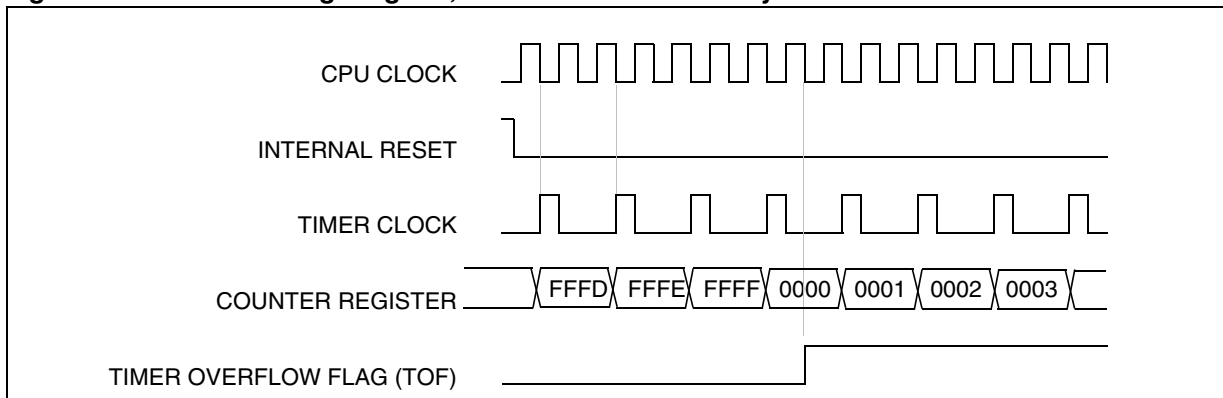 CPU CLOCK
INTERNAL RESET
TIMER CLOCK
COUNTER REGISTER FFFD FFFE FFFF 0000 0001 0002 0003
TIMER OVERFLOW FLAG (TOF)